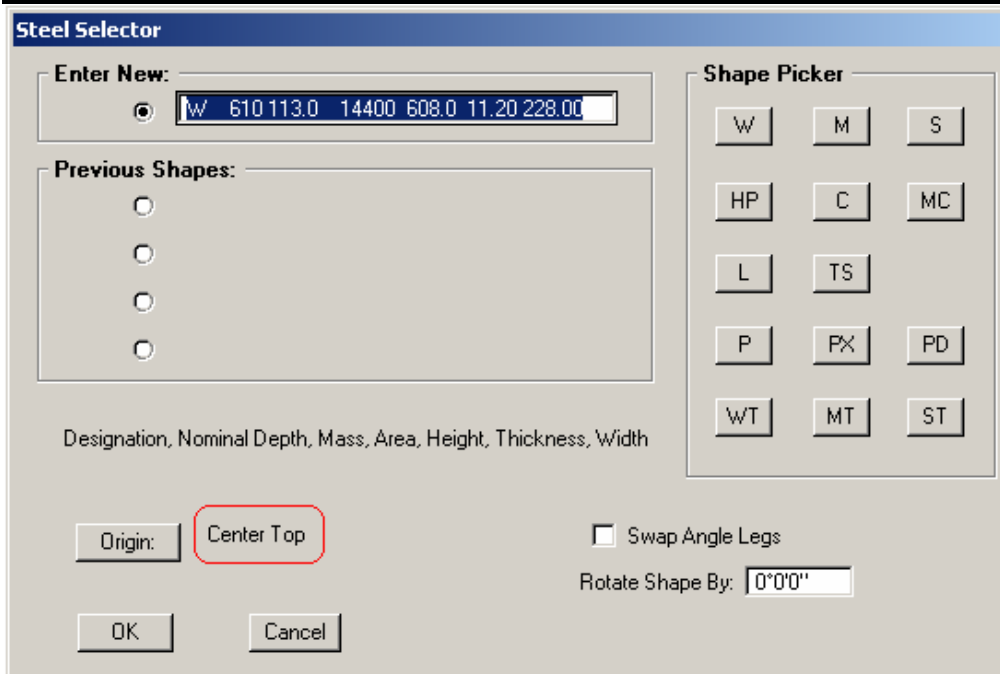 Steel Selector
Enter New:
W 610 113.0 14400 608.0 11.20 228.00
Previous Shapes:
Designation, Nominal Depth, Mass, Area, Height, Thickness, Width
Origin:
Center Top
OK
Cancel
Shape Picker
W M S
HP C MC
L TS
P PX PD
WT MT ST
Swap Angle Legs
Rotate Shape By: 0°0'0"